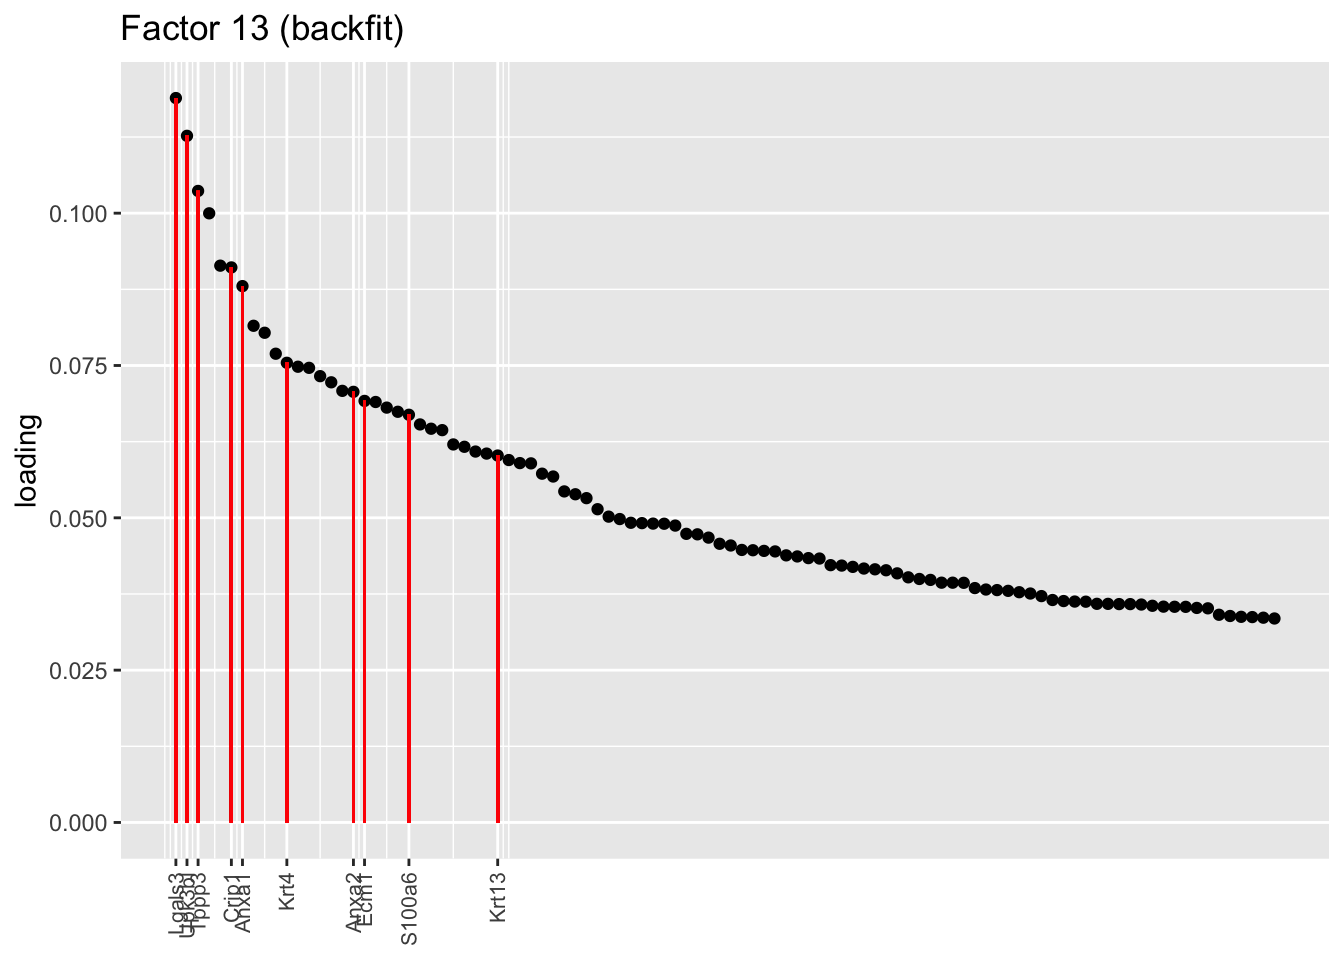 Factor 13 (backfit)
loading
0.100
0.075
0.050
0.025
0.000
Lgals3
Upk3bl
Tppp3
Crip1
Anxa1
Krt4
Anxa2
Ecm1
S100a6
Krt13